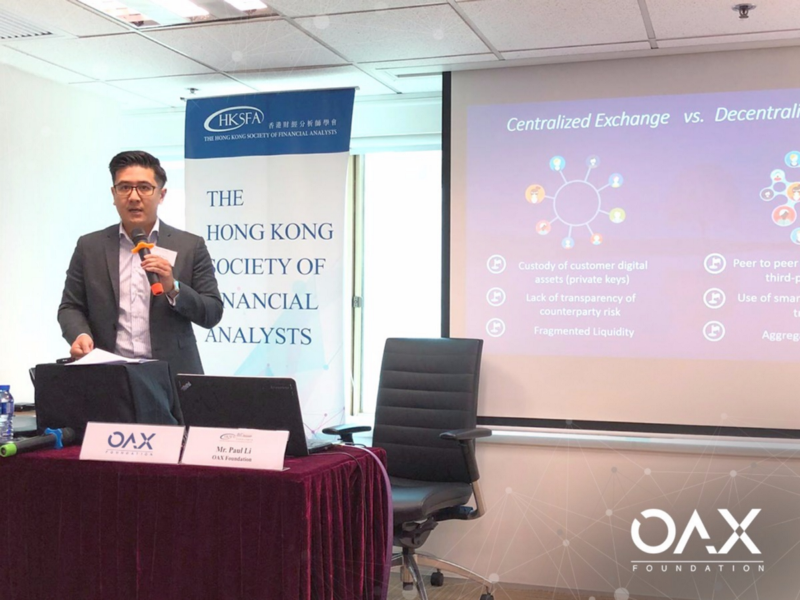 HKSFA 香港財經分析師學會
THE HONG KONG SOCIETY OF FINANCIAL ANALYSTS
THE
HONG KONG
SOCIETY OF
FINANCIAL
ANALYSTS
Centralized Exchange vs. Decentrali
Custody of customer digital
assets (private keys)
Lack of transparency of
counterparty risk
Fragmented Liquidity
Peer to peer
third-p
Use of smar
tr
Aggreg
OAX
FOUNDATION
Mr. Paul Li
OAX Foundation
OAX
FOUNDATION